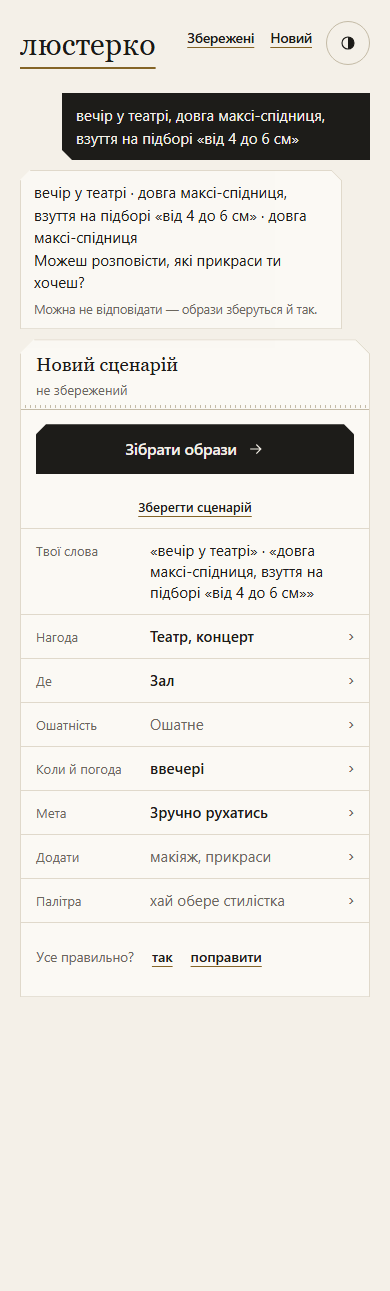 люстерко
Збережені Новий
вечір у театрі, довга максі-спідниця,
взуття на підборі «від 4 до 6 см»
вечір у театрі · довга максі-спідниця,
взуття на підборі «від 4 до 6 см» · довга
максі-спідниця
Можеш розповісти, які прикраси ти
хочеш?
Можна не відповідати — образи зберуться й так.
Новий сценарій
не збережений
Зібрати образи →
Зберегти сценарій
Твої слова «вечір у театрі» · «довга
максі-спідниця, взуття на
підборі «від 4 до 6 см»»
Нагода Театр, концерт ›
Де Зал ›
Ошатність Ошатне ›
Коли й погода ввечері ›
Мета Зручно рухатись ›
Додати макіяж, прикраси ›
Палітра хай обере стилістка ›
Усе правильно? так поправити